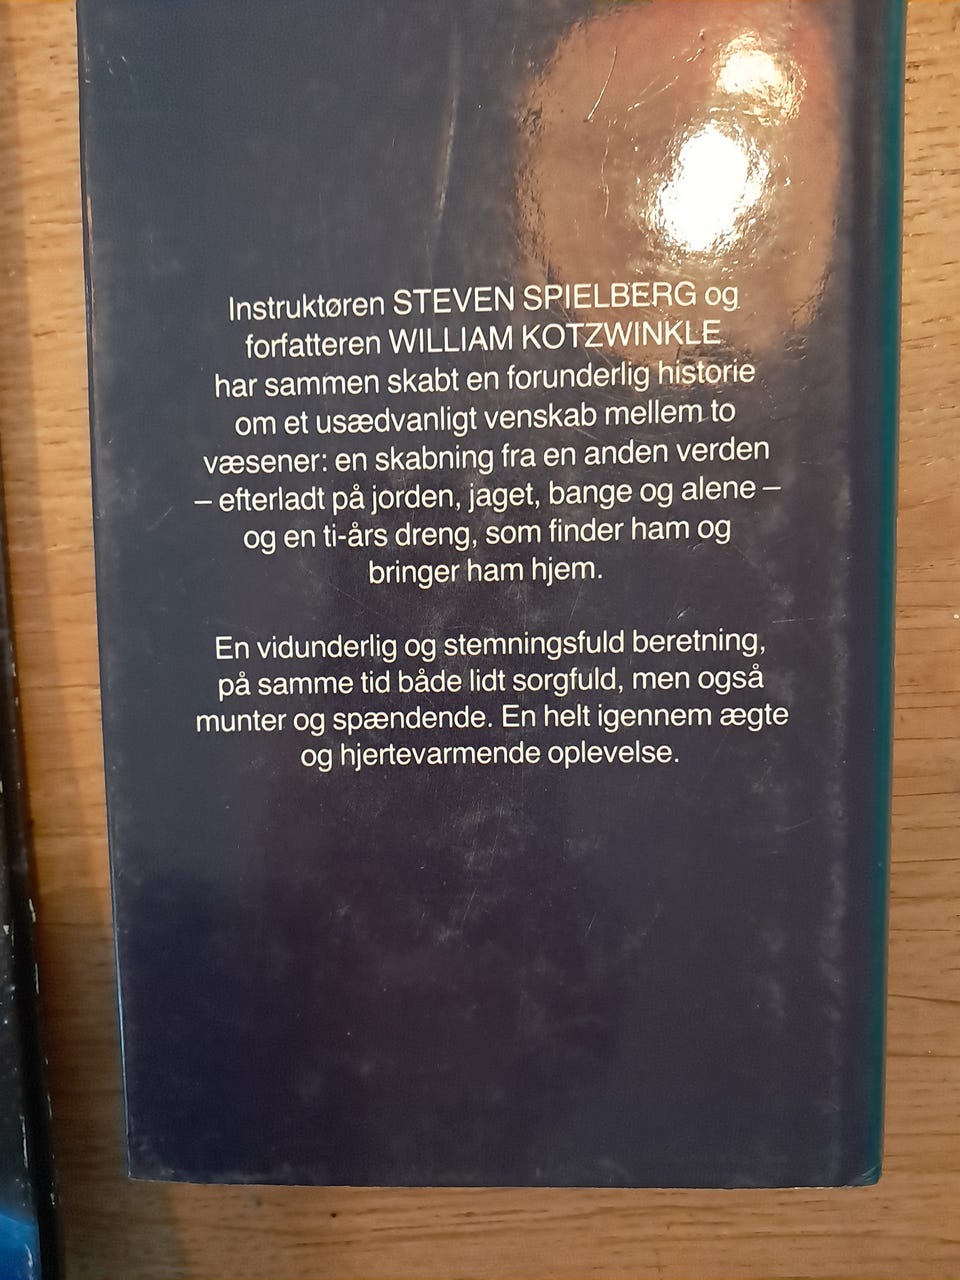 Instruktøren STEVEN SPIELBERG og
forfatteren WILLIAM KOTZWINKLE
har sammen skabt en forunderlig historie
om et usædvanligt venskab mellem to
væsener: en skabning fra en anden verden
– efterladt på jorden, jaget, bange og alene –
og en ti-års dreng, som finder ham og
bringer ham hjem.
En vidunderlig og stemningsfuld beretning,
på samme tid både lidt sorgfuld, men også
munter og spændende. En helt igennem ægte
og hjertevarmende oplevelse.